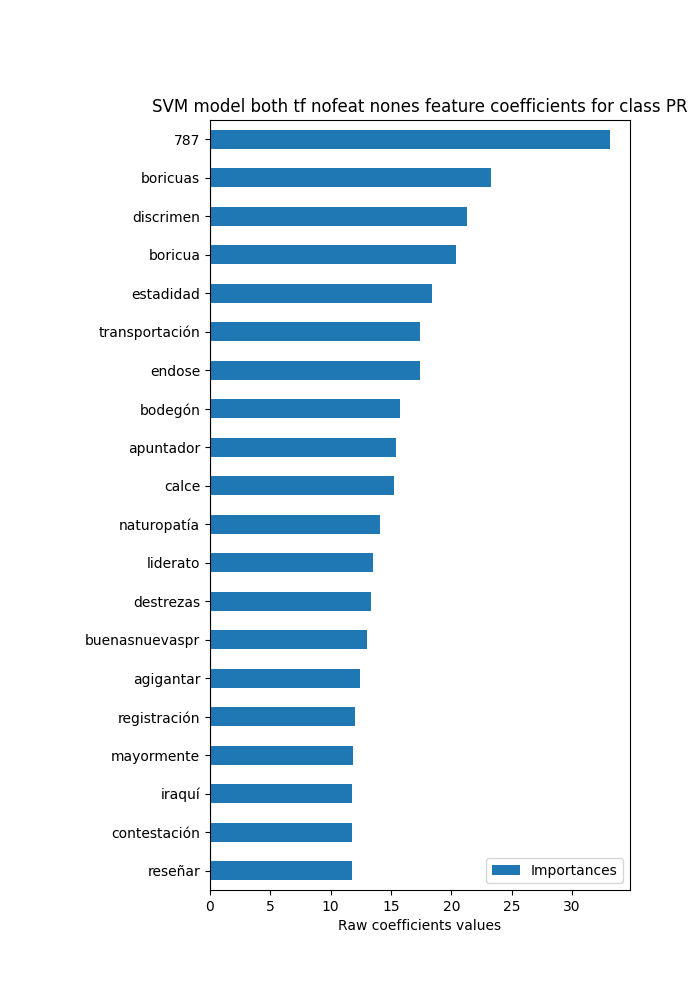 SVM model both tf nofeat nones feature coefficients for class PR
787
boricuas
discrimen
boricua
estadidad
transportación
endose
bodegón
apuntador
calce
naturopatía
liderato
destrezas
buenasnuevaspr
agigantar
registración
mayormente
iraquí
contestación
reseñar
Importances
0 5 10 15 20 25 30
Raw coefficients values